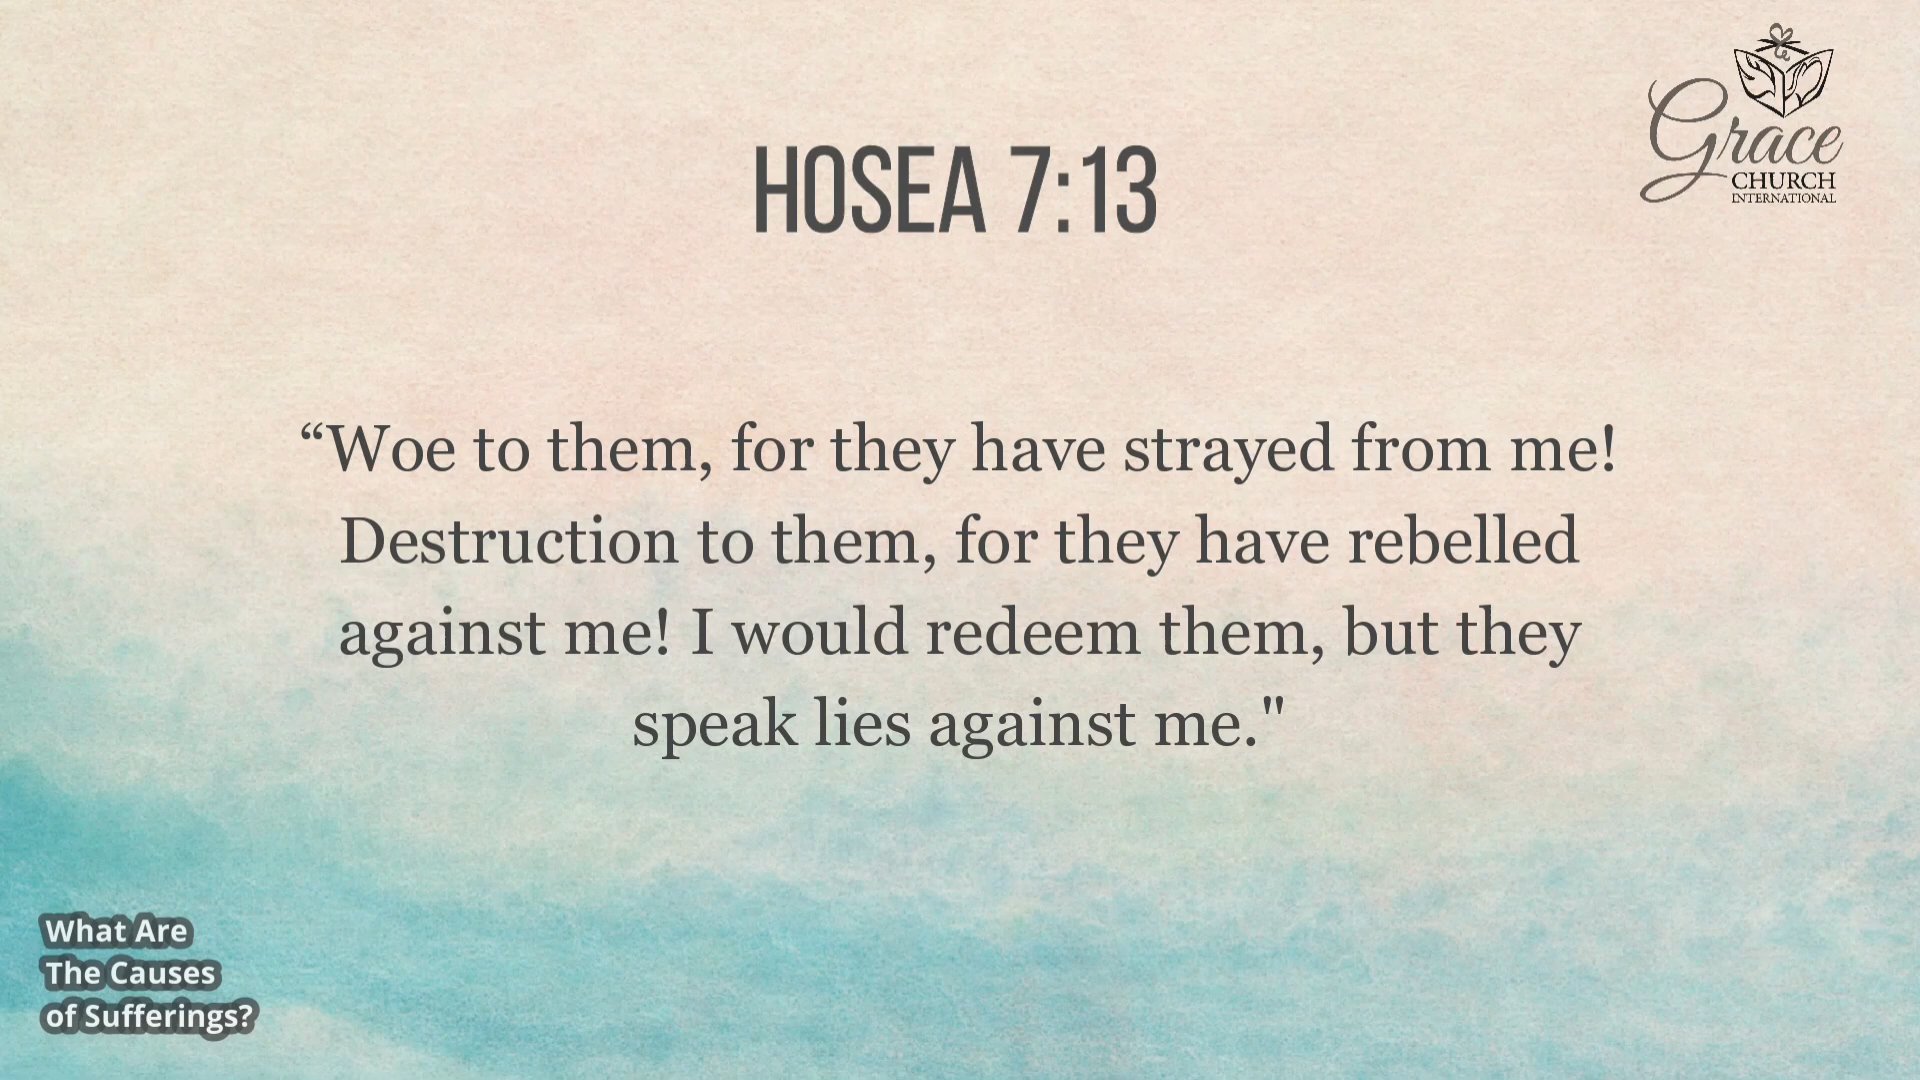 Grace
CHURCH
INTERNATIONAL
HOSEA 7:13
“Woe to them, for they have strayed from me!
Destruction to them, for they have rebelled
against me! I would redeem them, but they
speak lies against me."
What Are
The Causes
of Sufferings?